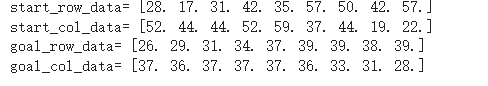 start_row_data= [28. 17. 31. 42. 35. 57. 50. 42. 57.]
start_col_data= [52. 44. 44. 52. 59. 37. 44. 19. 22.]
goal_row_data= [26. 29. 31. 34. 37. 39. 39. 38. 39.]
goal_col_data= [37. 36. 37. 37. 37. 36. 33. 31. 28.]